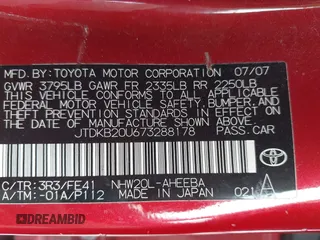 MFD. BY: TOYOTA MOTOR CORPORATION 07/07
GVWR 3795LB GAWR FR 2335LB RR 2250LB
THIS VEHICLE CONFORMS TO ALL APPLICABLE
FEDERAL MOTOR VEHICLE SAFETY, BUMPER, AND
THEFT PREVENTION STANDARDS IN EFFECT ON THE
DATE OF MANUFACTURE SHOWN ABOVE.
JTDKB20U673288178
PASS. CAR
TOYOTA
C/TR: 3R3/FE41 NHW20L-AHEEBA
A/TM: -01A/P112 MADE IN JAPAN 021 A
BIDAMERICAN